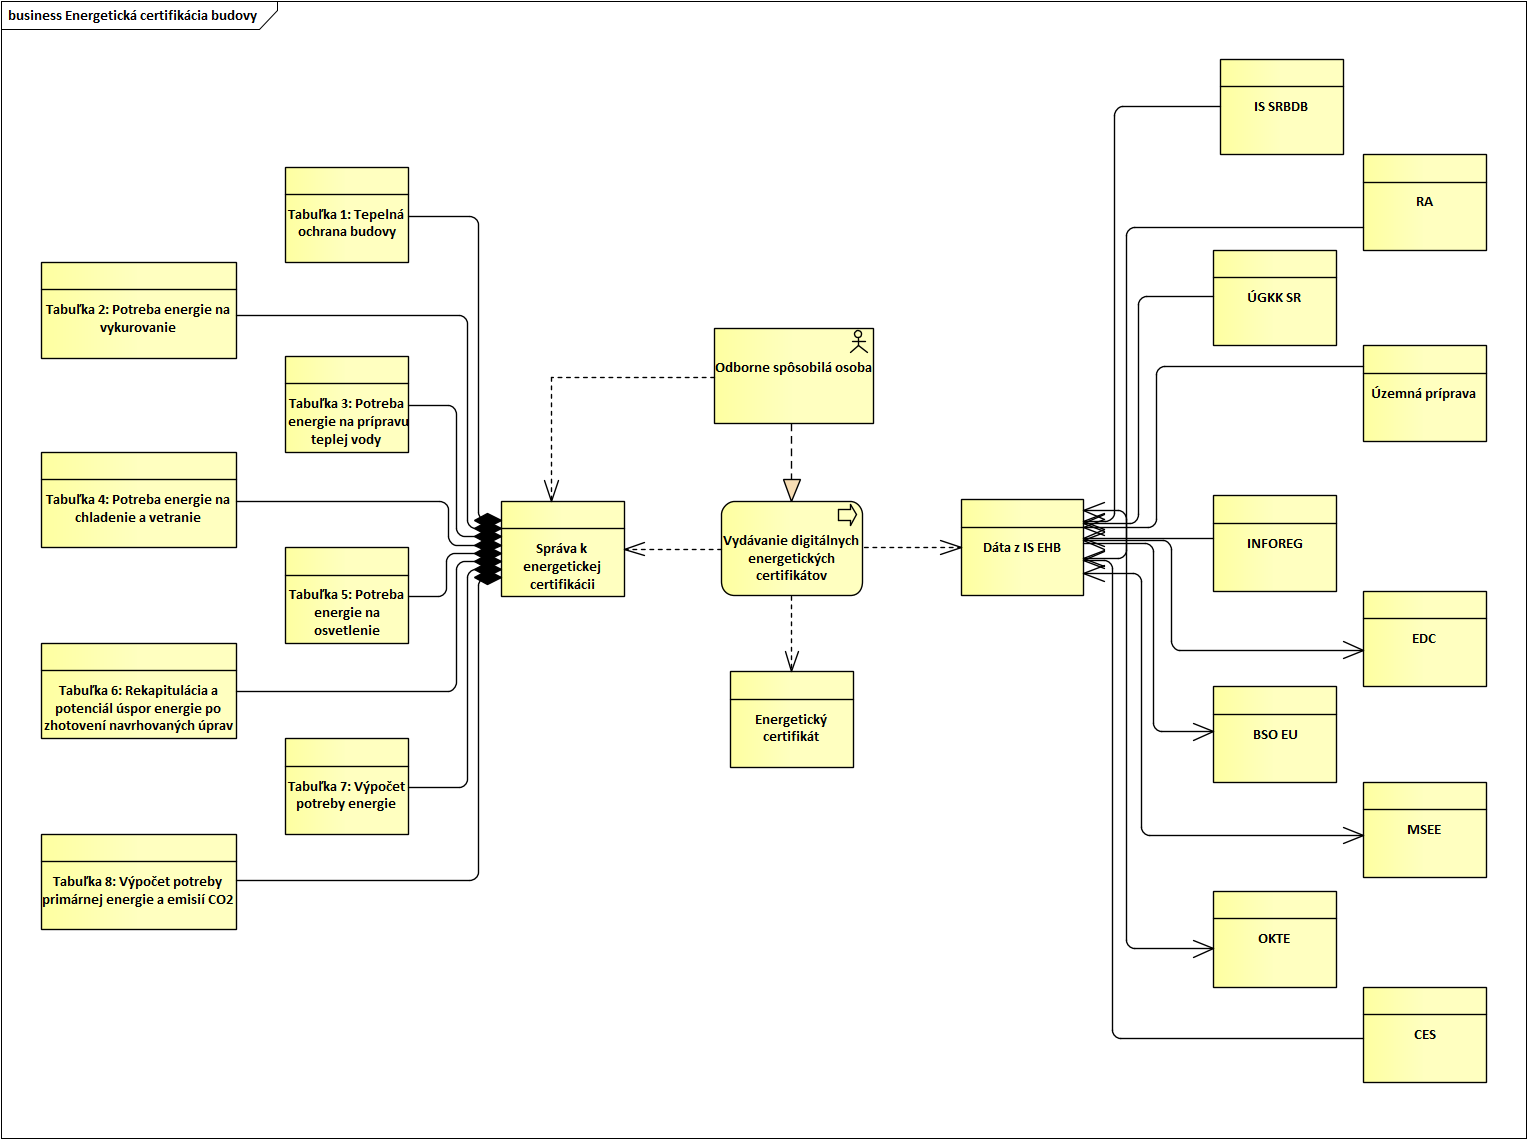 business Energetická certifikácia budovy
IS SRBDB
RA
Tabuľka 1: Tepelná
ochrana budovy
Tabuľka 2: Potreba energie na
vykurovanie
ÚGKK SR
Odborne spôsobilá osoba
Územná príprava
Tabuľka 3: Potreba
energie na prípravu
teplej vody
Tabuľka 4: Potreba energie na
chladenie a vetranie
Správa k
energetickej
certifikácii
Vydávanie digitálnych
energetických
certifikátov
Dáta z IS EHB
INFOREG
Tabuľka 5: Potreba
energie na
osvetlenie
EDC
Tabuľka 6: Rekapitulácia a
potenciál úspor energie po
zhotovení navrhovaných úprav
Energetický
certifikát
BSO EU
Tabuľka 7: Výpočet
potreby energie
MSEE
Tabuľka 8: Výpočet potreby
primárnej energie a emisií CO2
OKTE
CES